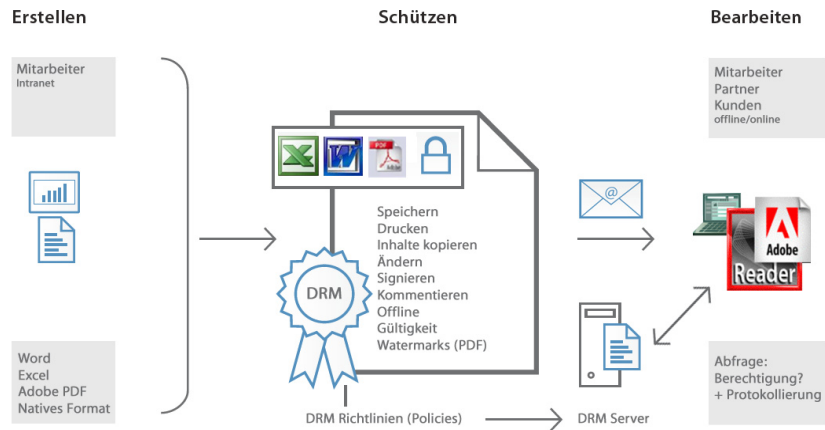 Erstellen
Schützen
Bearbeiten
Mitarbeiter
Intranet
Mitarbeiter
Partner
Kunden
offline/online
PDF
Adobe
@
Speichern
Drucken
Inhalte kopieren
Ändern
Signieren
Kommentieren
Offline
Gültigkeit
Watermarks (PDF)
DRM
Adobe
Reader
Word
Excel
Adobe PDF
Natives Format
Abfrage:
Berechtigung?
+ Protokollierung
DRM Richtlinien (Policies)
DRM Server